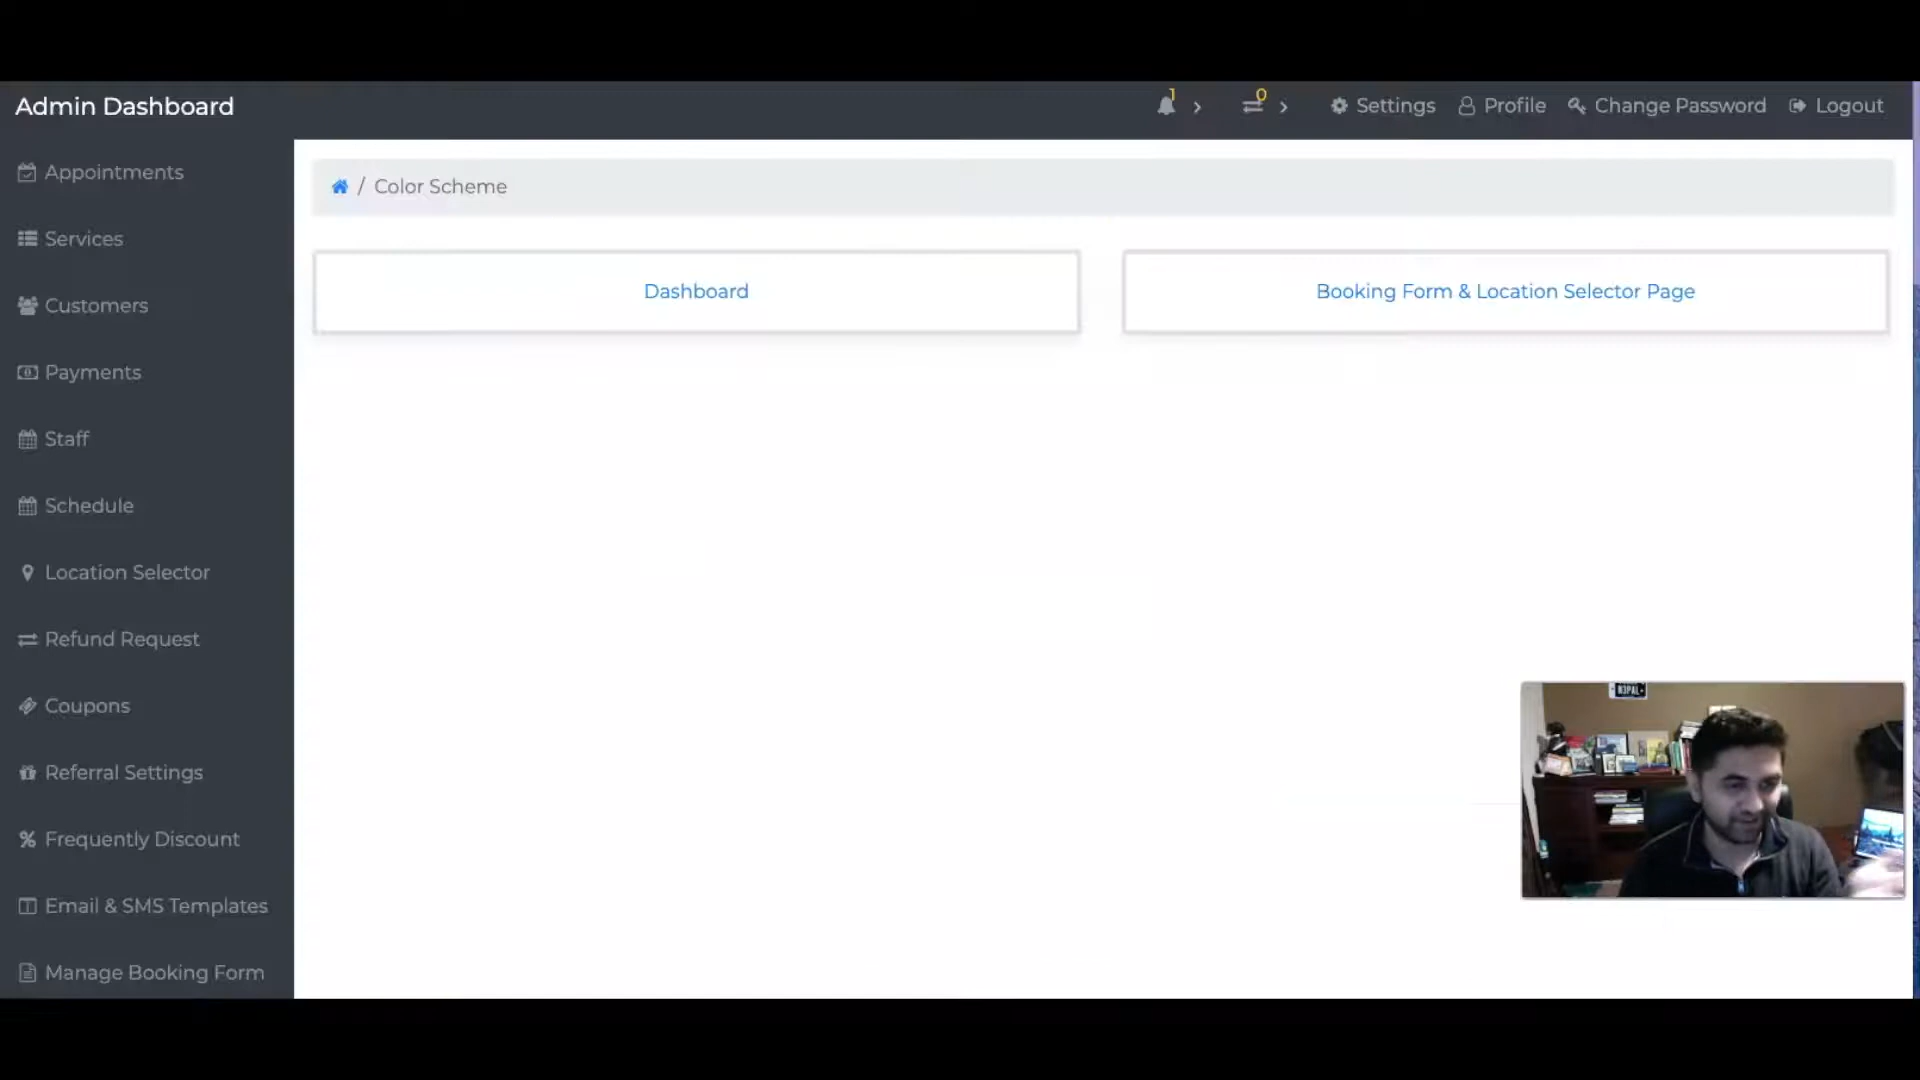 Admin Dashboard
1
0
Settings
Profile
Change Password
Logout
Appointments
Services
Customers
Payments
Staff
Schedule
Location Selector
Refund Request
Coupons
Referral Settings
Frequently Discount
Email & SMS Templates
Manage Booking Form
/ Color Scheme
Dashboard
Booking Form & Location Selector Page
N3PAL